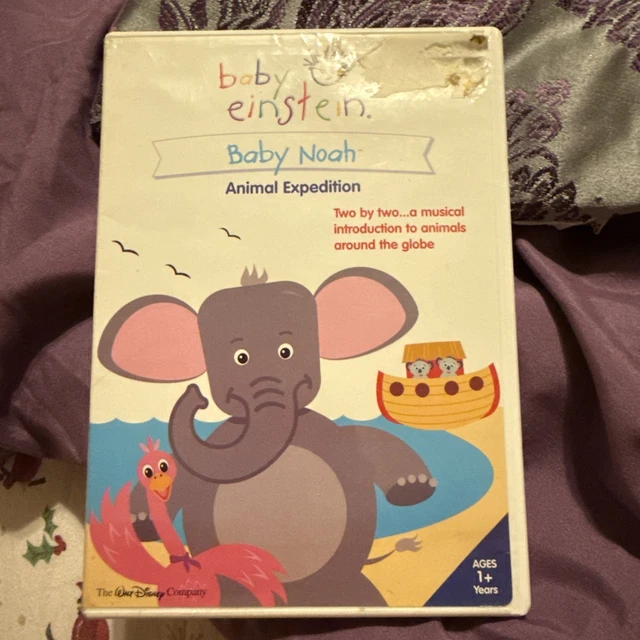 baby
einstein.
Baby Noah™
Animal Expedition
Two by two...a musical
introduction to animals
around the globe
AGES
1+
Years
The Walt Disney Company